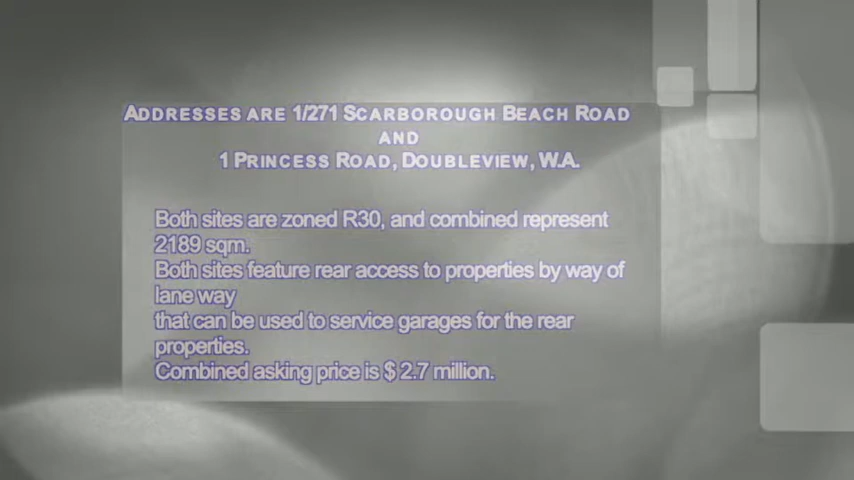 ADDRESSES ARE 1/271 SCARBOROUGH BEACH ROAD
AND
1 PRINCESS ROAD, DOUBLEVIEW, W.A.
Both sites are zoned R30, and combined represent
2189 sqm.
Both sites feature rear access to properties by way of
lane way
that can be used to service garages for the rear
properties.
Combined asking price is $ 2.7 million.